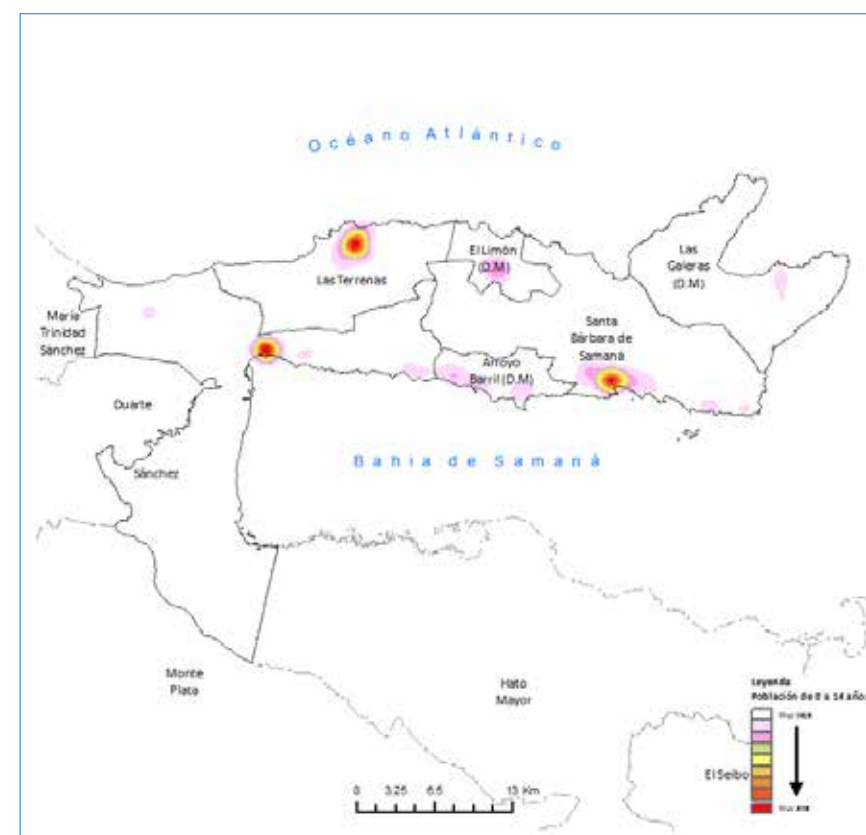 Océano Atlántico
El Limón
(D.M)
Las
Galeras
(D.M)
Las Terrenas
María
Trinidad
Sánchez
Santa
Bárbara de
Samaná
Arroyo
Barril (D.M)
Duarte
Bahia de Samaná
Sánchez
Monte
Plata
Hato
Mayor
El Seibo
Leyenda
Población de 0 a 14 año
0 3.25 6.5 13 Km